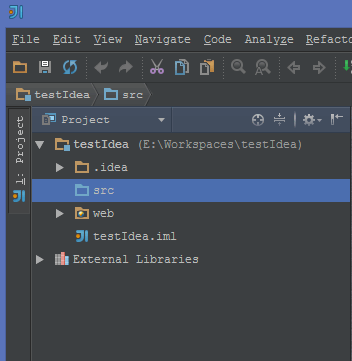 File Edit View Navigate Code Analyze Refacto
testIdea src
1: Project
Project
testIdea (E:\Workspaces\testIdea)
.idea
src
web
testIdea.iml
External Libraries